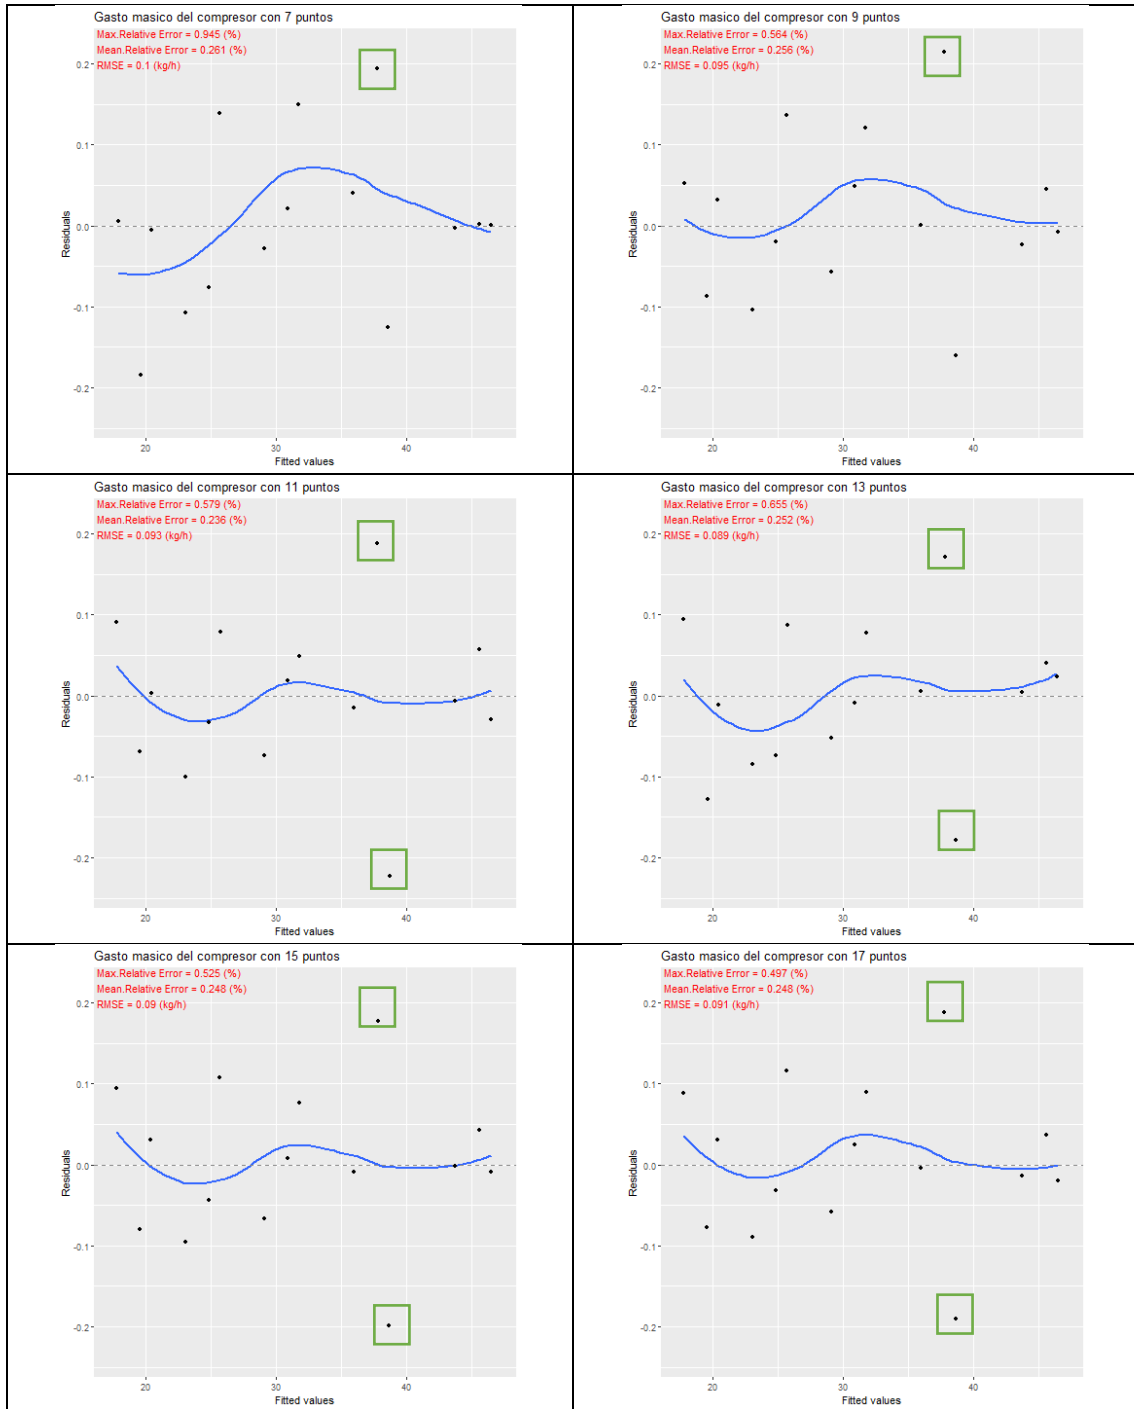 Gasto masico del compresor con 7 puntos
Max.Relative Error = 0.945 (%)
Mean.Relative Error = 0.261 (%)
RMSE = 0.1 (kg/h)
0.2
0.1
0.0
-0.1
-0.2
Residuals
20 30 40
Fitted values
Gasto masico del compresor con 9 puntos
Max.Relative Error = 0.564 (%)
Mean.Relative Error = 0.256 (%)
RMSE = 0.095 (kg/h)
0.2
0.1
0.0
-0.1
-0.2
Residuals
20 30 40
Fitted values
Gasto masico del compresor con 11 puntos
Max.Relative Error = 0.579 (%)
Mean.Relative Error = 0.236 (%)
RMSE = 0.093 (kg/h)
0.2
0.1
0.0
-0.1
-0.2
Residuals
20 30 40
Fitted values
Gasto masico del compresor con 13 puntos
Max.Relative Error = 0.655 (%)
Mean.Relative Error = 0.252 (%)
RMSE = 0.089 (kg/h)
0.2
0.1
0.0
-0.1
-0.2
Residuals
20 30 40
Fitted values
Gasto masico del compresor con 15 puntos
Max.Relative Error = 0.525 (%)
Mean.Relative Error = 0.248 (%)
RMSE = 0.09 (kg/h)
0.2
0.1
0.0
-0.1
-0.2
Residuals
20 30 40
Fitted values
Gasto masico del compresor con 17 puntos
Max.Relative Error = 0.497 (%)
Mean.Relative Error = 0.248 (%)
RMSE = 0.091 (kg/h)
0.2
0.1
0.0
-0.1
-0.2
Residuals
20 30 40
Fitted values